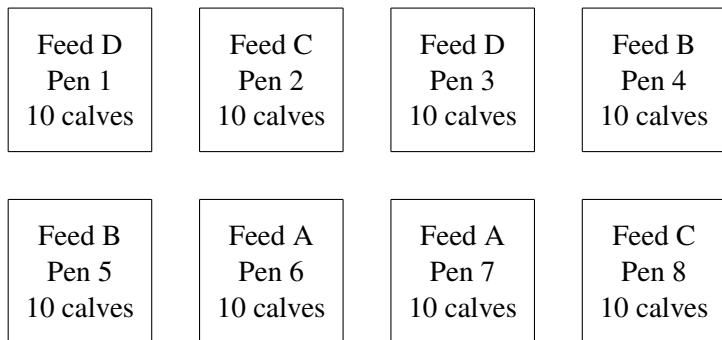 Feed D
Pen 1
10 calves
Feed C
Pen 2
10 calves
Feed D
Pen 3
10 calves
Feed B
Pen 4
10 calves
Feed B
Pen 5
10 calves
Feed A
Pen 6
10 calves
Feed A
Pen 7
10 calves
Feed C
Pen 8
10 calves